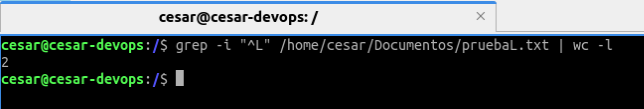 cesar@cesar-devops: /
cesar@cesar-devops:/$ grep -i "^L" /home/cesar/Documentos/pruebaL.txt | wc -l
2
cesar@cesar-devops:/$